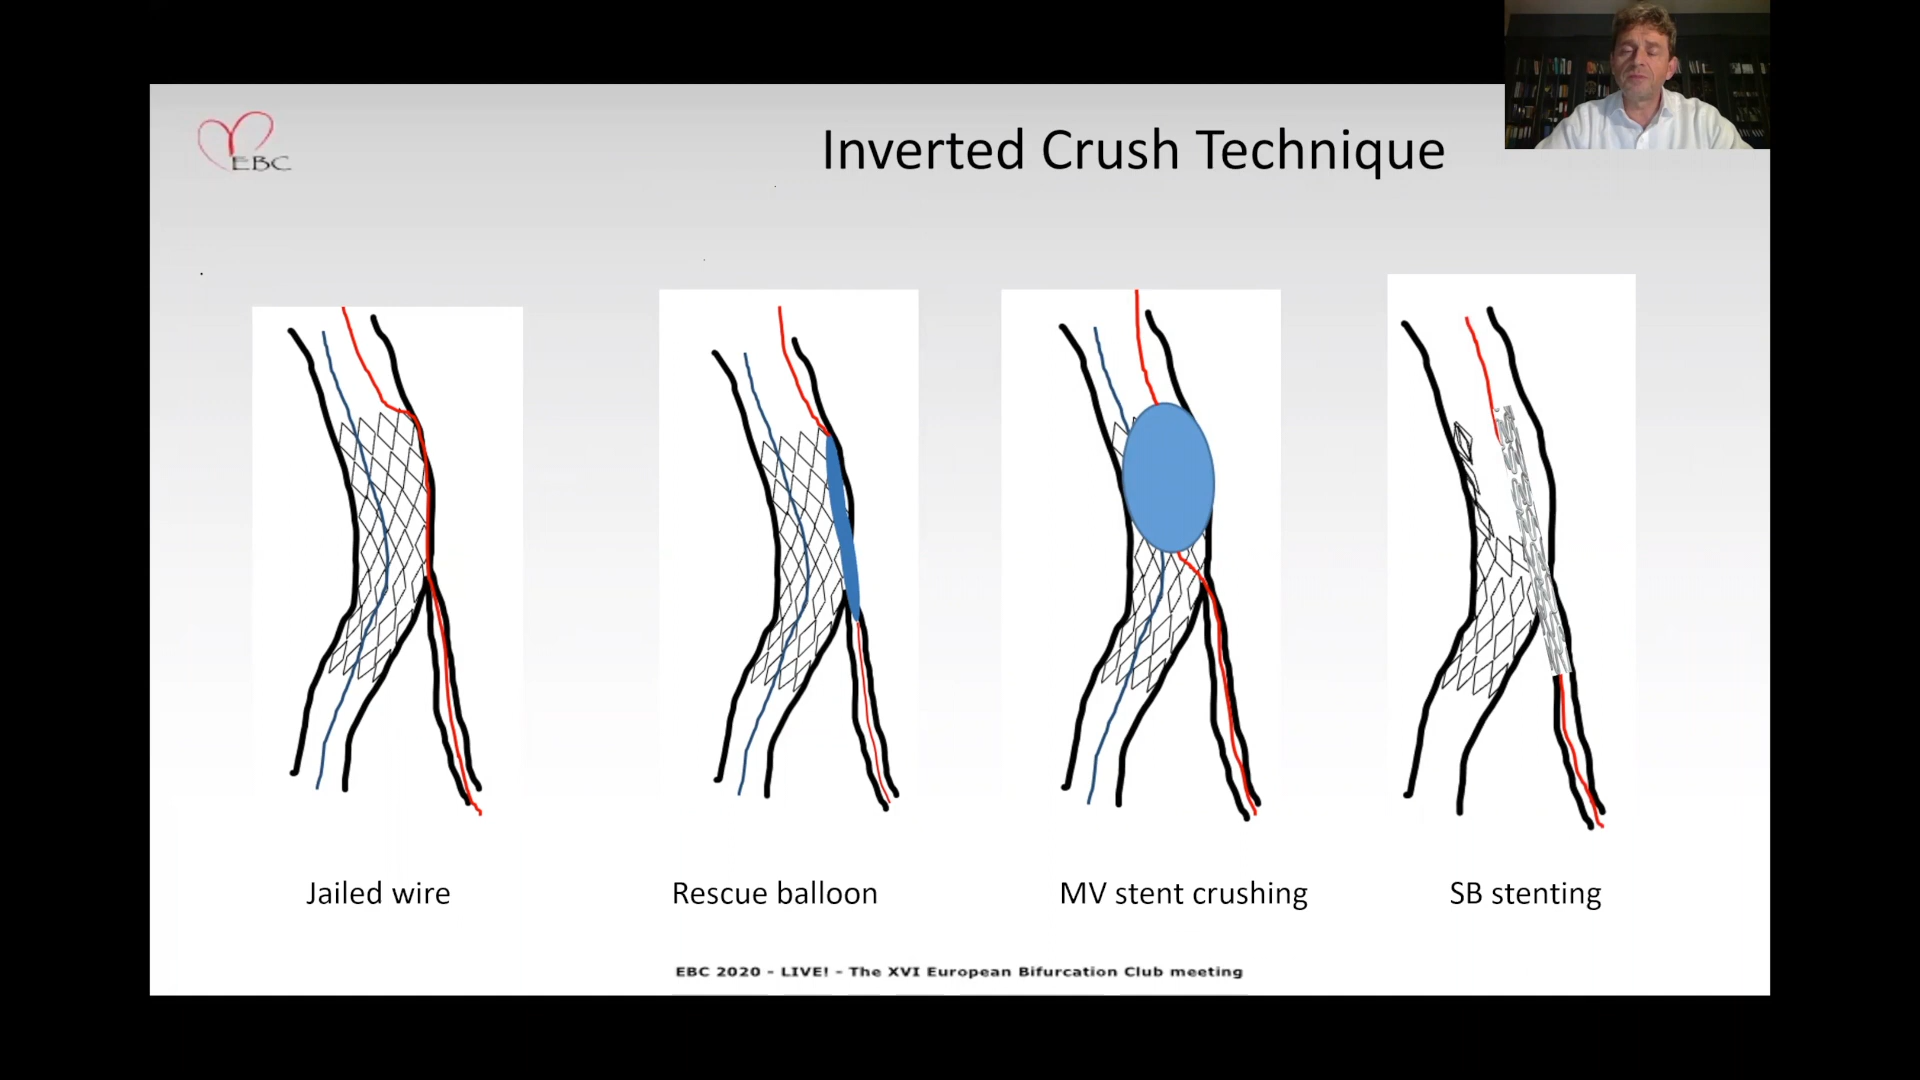 EBC
Inverted Crush Technique
Jailed wire
Rescue balloon
MV stent crushing
SB stenting
EBC 2020 - LIVE! - The XVI European Bifurcation Club meeting